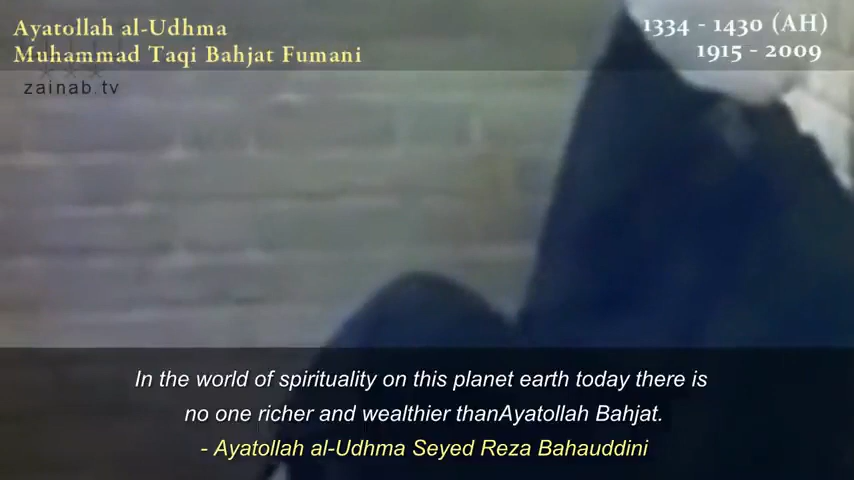 Ayatollah al-Udhma
Muhammad Taqi Bahjat Fumani
zainab.tv
1334 - 1430 (AH)
1915 - 2009
In the world of spirituality on this planet earth today there is
no one richer and wealthier thanAyatollah Bahjat.
- Ayatollah al-Udhma Seyed Reza Bahauddini